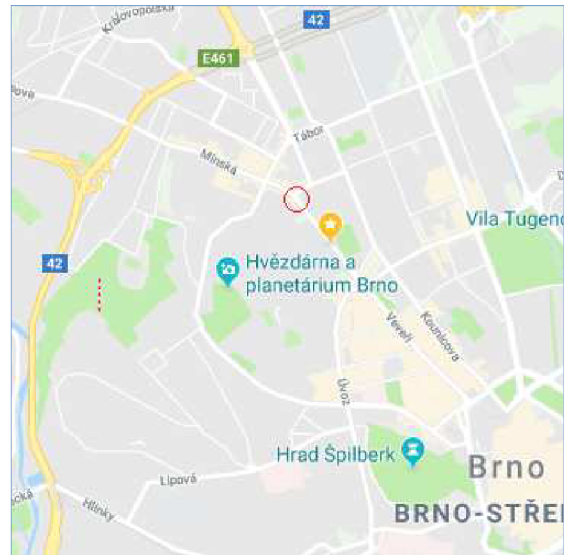 Královopolská
42
E461
Tábor
Minská
Vila Tugend
42
Hvězdárna a
planetárium Brno
Kounicova
Veveří
Úvoz
Hrad Špilberk
Brno
Lipová
Hlinky
BRNO-STŘE